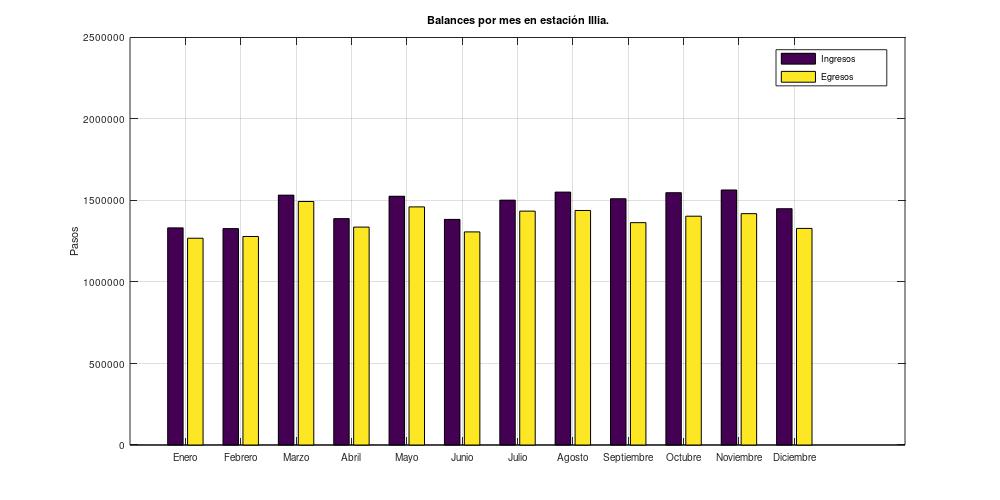 Balances por mes en estación Illia.
2500000
2000000
1500000
1000000
500000
0
Pasos
Ingresos
Egresos
Enero Febrero Marzo Abril Mayo Junio Julio Agosto Septiembre Octubre Noviembre Diciembre